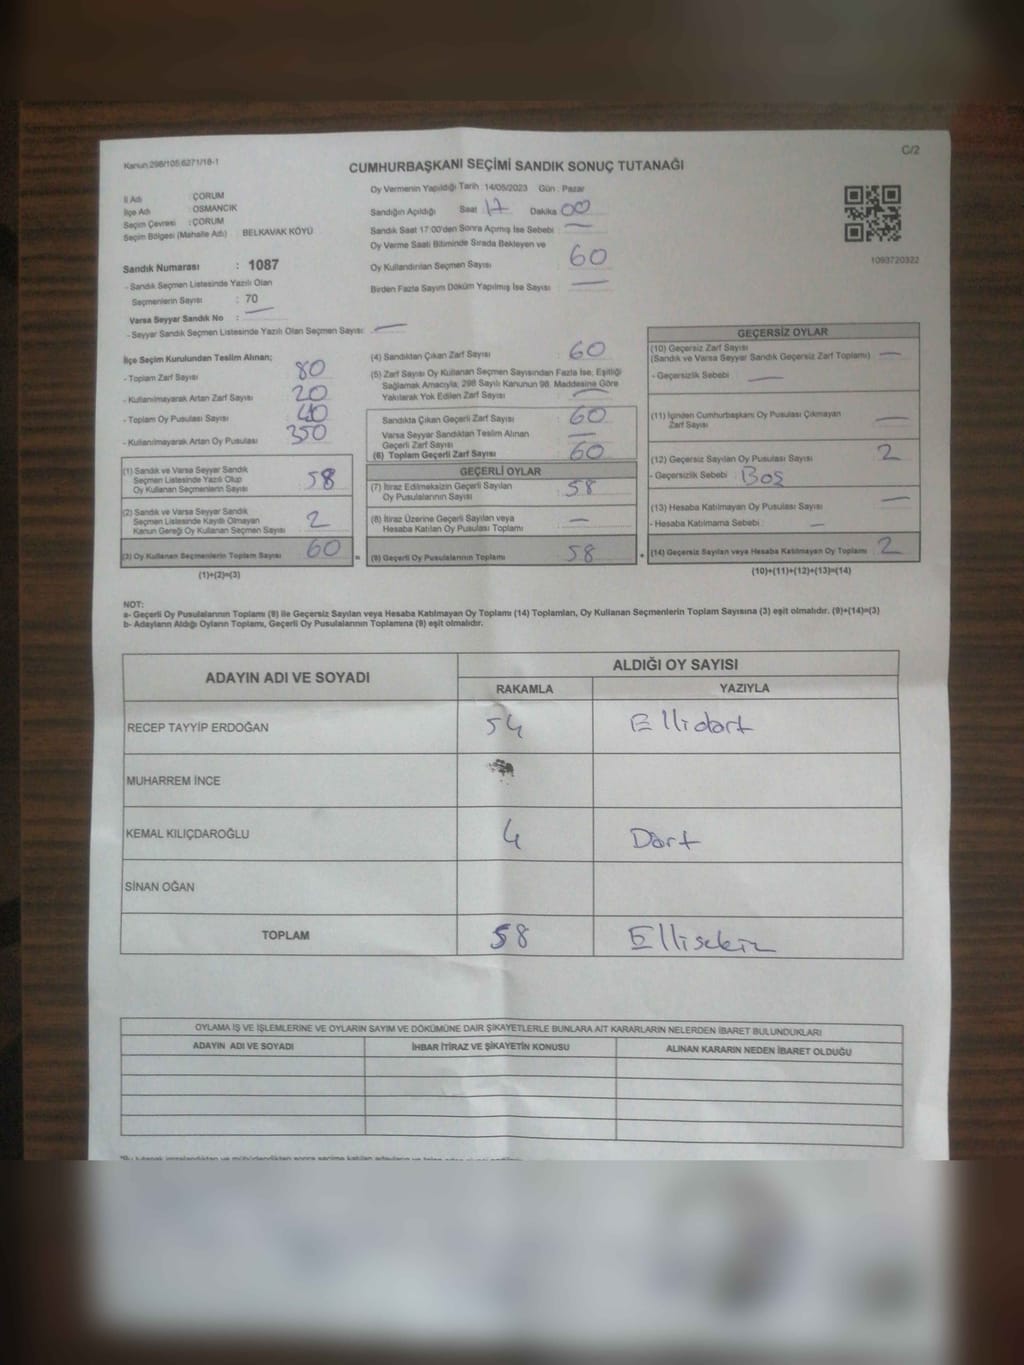 Kanun 298/105 6271/18-1
C/2
CUMHURBAŞKANI SEÇİMİ SANDIK SONUÇ TUTANAĞI
İl Adı : ÇORUM
İlçe Adı : OSMANCIK
Seçim Çevresi : ÇORUM
Seçim Bölgesi (Mahalle Adı) : BELKAVAK KÖYÜ
Sandık Numarası : 1087
- Sandık Seçmen Listesinde Yazılı Olan
Seçmenlerin Sayısı : 70
Varsa Seyyar Sandık No : —
- Seyyar Sandık Seçmen Listesinde Yazılı Olan Seçmen Sayısı: —
Oy Vermenin Yapıldığı Tarih 14/05/2023 Gün : Pazar
Sandığın Açıldığı Saat 17 Dakika 00
Sandık Saat 17:00'den Sonra Açımış İse Sebebi : —
Oy Verme Saati Bitiminde Sırada Bekleyen ve
Oy Kullandırılan Seçmen Sayısı : 60
Birden Fazla Sayım Döküm Yapılmış İse Sayısı : —
1093720322
İlçe Seçim Kurulundan Teslim Alınan;
- Toplam Zarf Sayısı : 80
- Kullanılmayarak Artan Zarf Sayısı : 20
- Toplam Oy Pusulası Sayısı
- Kullanılmayarak Artan Oy Pusulası : 350
(1) Sandık ve Varsa Seyyar Sandık
Seçmen Listesinde Yazılı Olup
Oy Kullanan Seçmenlerin Sayısı : 58
(2) Sandık ve Varsa Seyyar Sandık
Seçmen Listesinde Kayıtlı Olmayan
Kanun Gereği Oy Kullanan Seçmen Sayısı : 2
(3) Oy Kullanan Seçmenlerin Toplam Sayısı : 60
(1)+(2)=(3)
=
(4) Sandıktan Çıkan Zarf Sayısı : 60
(5) Zarf Sayısı Oy Kullanan Seçmen Sayısından Fazla İse, Eşitliği
Sağlamak Amacıyla; 298 Sayılı Kanunun 98. Maddesine Göre
Yakılarak Yok Edilen Zarf Sayısı : —
Sandıkta Çıkan Geçerli Zarf Sayısı : 60
Varsa Seyyar Sandıktan Teslim Alınan
Geçerli Zarf Sayısı : —
(6) Toplam Geçerli Zarf Sayısı : 60
GEÇERLİ OYLAR
(7) İtiraz Edilmeksizin Geçerli Sayılan
Oy Pusulalarının Sayısı : 58
(8) İtiraz Üzerine Geçerli Sayılan veya
Hesaba Katılan Oy Pusulası Toplamı : —
(9) Geçerli Oy Pusulalarının Toplamı : 58
+
GEÇERSİZ OYLAR
(10) Geçersiz Zarf Sayısı
(Sandık ve Varsa Seyyar Sandık Geçersiz Zarf Toplamı) : —
- Geçersizlik Sebebi : —
(11) İçinden Cumhurbaşkanı Oy Pusulası Çıkmayan
Zarf Sayısı : —
(12) Geçersiz Sayılan Oy Pusulası Sayısı : 2
- Geçersizlik Sebebi : Boş
(13) Hesaba Katılmayan Oy Pusulası Sayısı : —
- Hesaba Katılmama Sebebi : —
(14) Geçersiz Sayılan veya Hesaba Katılmayan Oy Toplamı : 2
(10)+(11)+(12)+(13)=(14)
NOT:
a- Geçerli Oy Pusulalarının Toplamı (9) ile Geçersiz Sayılan veya Hesaba Katılmayan Oy Toplamı (14) Toplamları, Oy Kullanan Seçmenlerin Toplam Sayısına (3) eşit olmalıdır. (9)+(14)=(3)
b- Adayların Aldığı Oyların Toplamı, Geçerli Oy Pusulalarının Toplamına (9) eşit olmalıdır.
ADAYIN ADI VE SOYADI
ALDIĞI OY SAYISI
RAKAMLA YAZIYLA
RECEP TAYYİP ERDOĞAN 54 Ellidört
MUHARREM İNCE
KEMAL KILIÇDAROĞLU 4 Dört
SİNAN OĞAN
TOPLAM 58 Ellisekiz
OYLAMA İŞ VE İŞLEMLERİNE VE OYLARIN SAYIM VE DÖKÜMÜNE DAİR ŞİKAYETLERLE BUNLARA AİT KARARLARIN NELERDEN İBARET BULUNDUKLARI
ADAYIN ADI VE SOYADI İHBAR İTİRAZ VE ŞİKAYETİN KONUSU ALINAN KARARIN NEDEN İBARET OLDUĞU